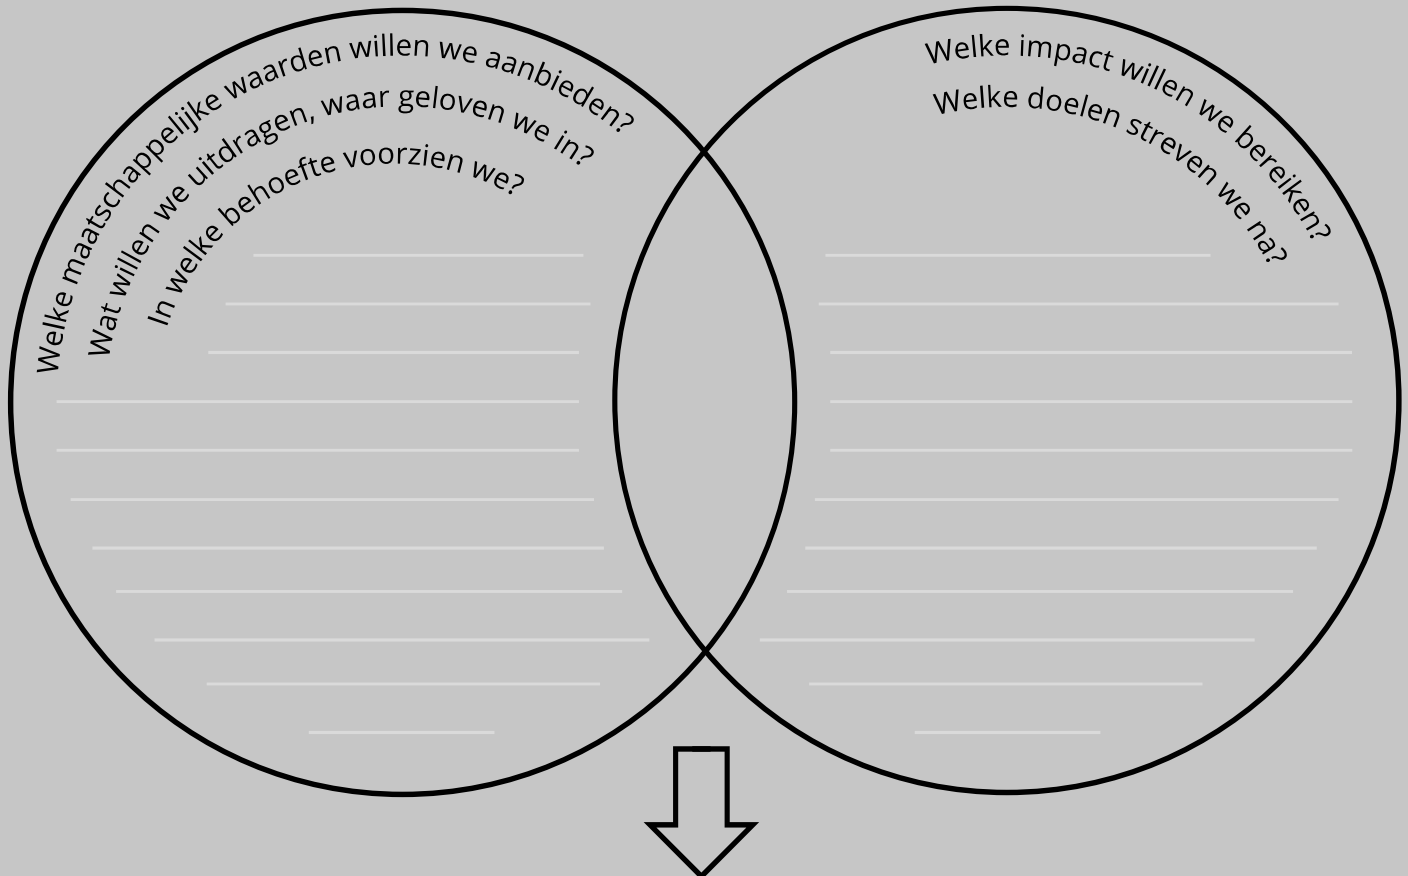 Welke maatschappelijke waarden willen we aanbieden?
Wat willen we uitdragen, waar geloven we in?
In welke behoefte voorzien we?
Welke impact willen we bereiken?
Welke doelen streven we na?